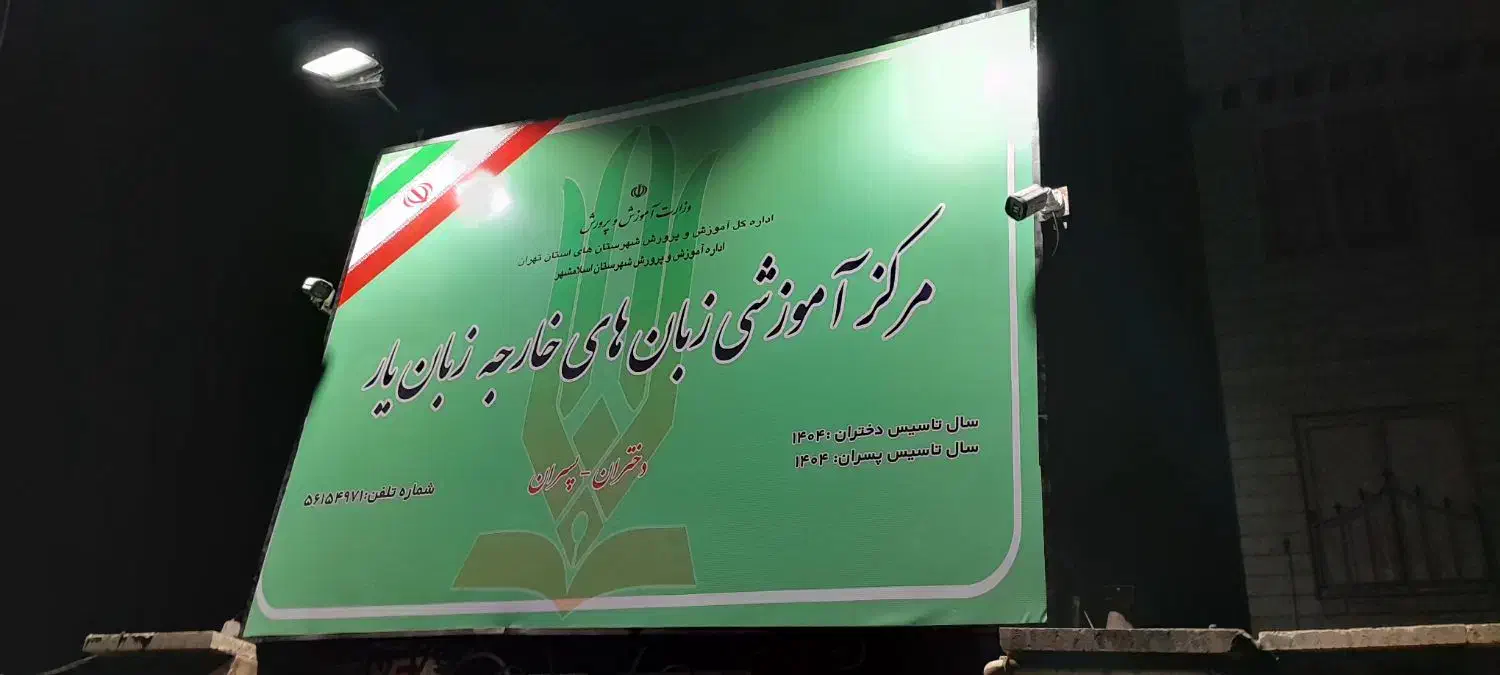 وزارت آموزش و پرورش
اداره کل آموزش و پرورش شهرستان های استان تهران
اداره آموزش و پرورش شهرستان اسلامشهر
مرکز آموزشی زبان های خارجه زبان یار
سال تاسیس دختران :۱۴۰۴
سال تاسیس پسران: ۱۴۰۴
دختران - پسران
شماره تلفن:۵۶۱۵۴۹۷۱